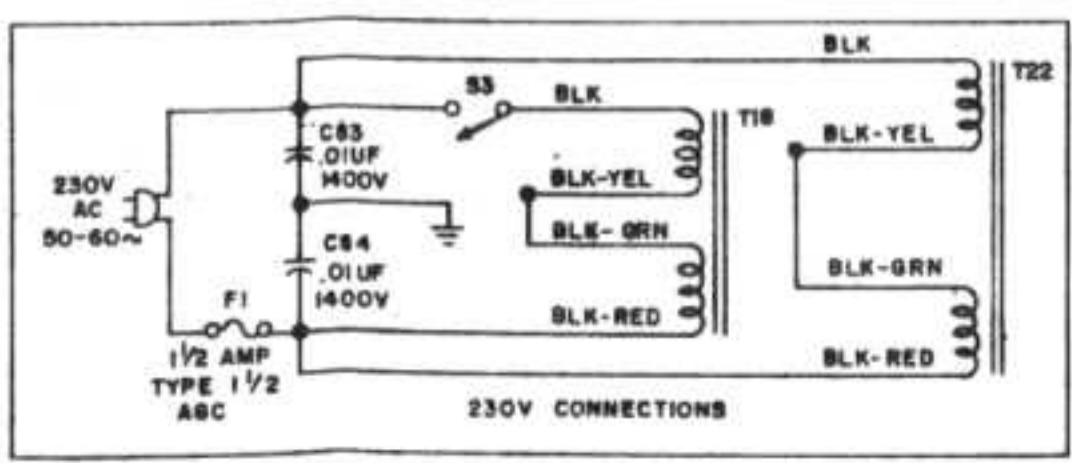 BLK
T22
S3
BLK
T18
C83
.01UF
1400V
BLK-YEL
BLK-YEL
230V
AC
50-60~
BLK-GRN
C84
.01UF
1400V
BLK-GRN
F1
BLK-RED
1 1/2 AMP
TYPE 1 1/2
AGC
BLK-RED
230V CONNECTIONS